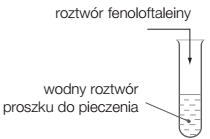 roztwór fenoloftaleiny
wodny roztwór
proszku do pieczenia